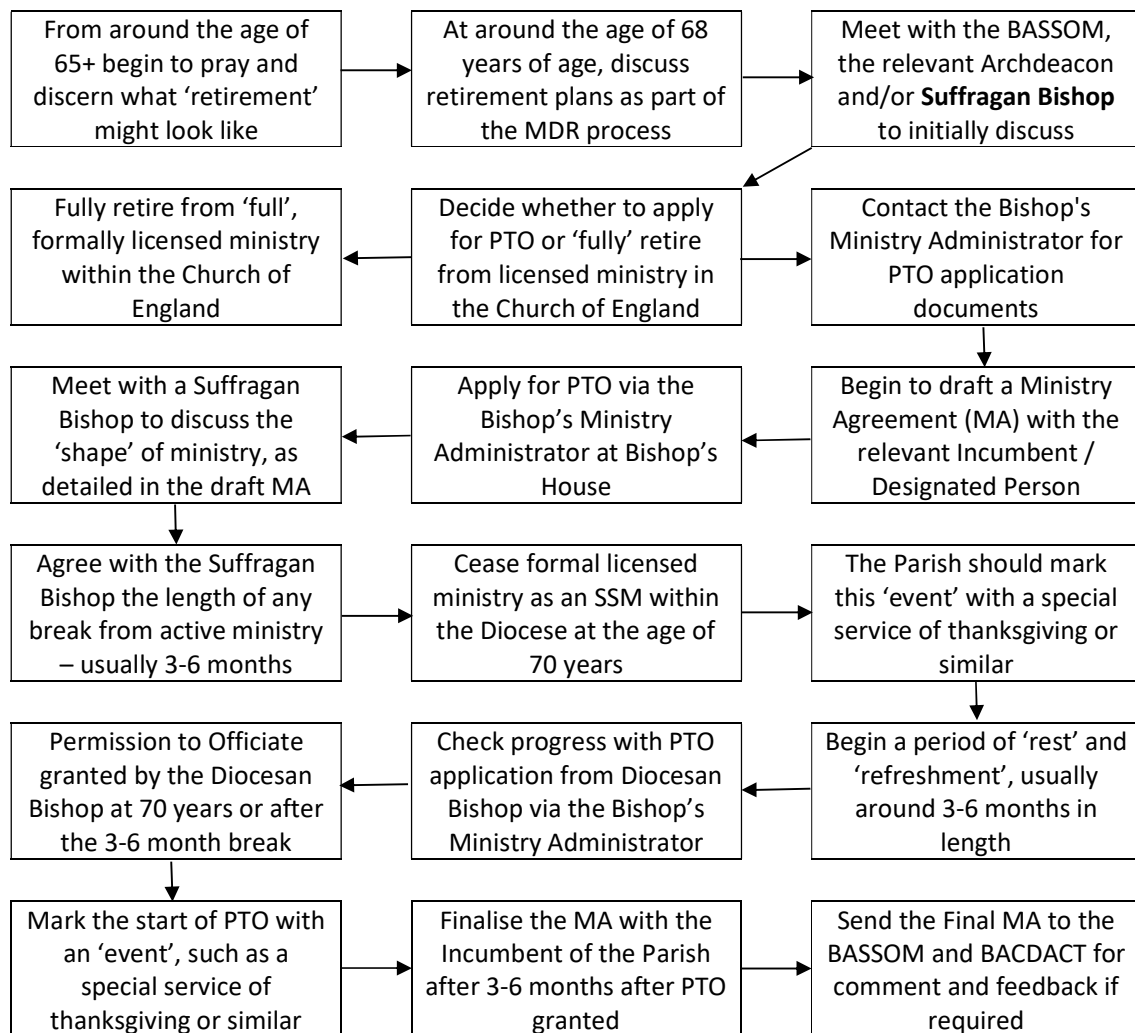 From around the age of
65+ begin to pray and
discern what ‘retirement’
might look like
At around the age of 68
years of age, discuss
retirement plans as part of
the MDR process
Meet with the BASSOM,
the relevant Archdeacon
and/or Suffragan Bishop
to initially discuss
Fully retire from ‘full’,
formally licensed ministry
within the Church of
England
Decide whether to apply
for PTO or ‘fully’ retire
from licensed ministry in
the Church of England
Contact the Bishop's
Ministry Administrator for
PTO application
documents
Meet with a Suffragan
Bishop to discuss the
‘shape’ of ministry, as
detailed in the draft MA
Apply for PTO via the
Bishop’s Ministry
Administrator at Bishop’s
House
Begin to draft a Ministry
Agreement (MA) with the
relevant Incumbent /
Designated Person
Agree with the Suffragan
Bishop the length of any
break from active ministry
– usually 3-6 months
Cease formal licensed
ministry as an SSM within
the Diocese at the age of
70 years
The Parish should mark
this ‘event’ with a special
service of thanksgiving or
similar
Permission to Officiate
granted by the Diocesan
Bishop at 70 years or after
the 3-6 month break
Check progress with PTO
application from Diocesan
Bishop via the Bishop’s
Ministry Administrator
Begin a period of ‘rest’ and
‘refreshment’, usually
around 3-6 months in
length
Mark the start of PTO with
an ‘event’, such as a
special service of
thanksgiving or similar
Finalise the MA with the
Incumbent of the Parish
after 3-6 months after PTO
granted
Send the Final MA to the
BASSOM and BACDACT for
comment and feedback if
required